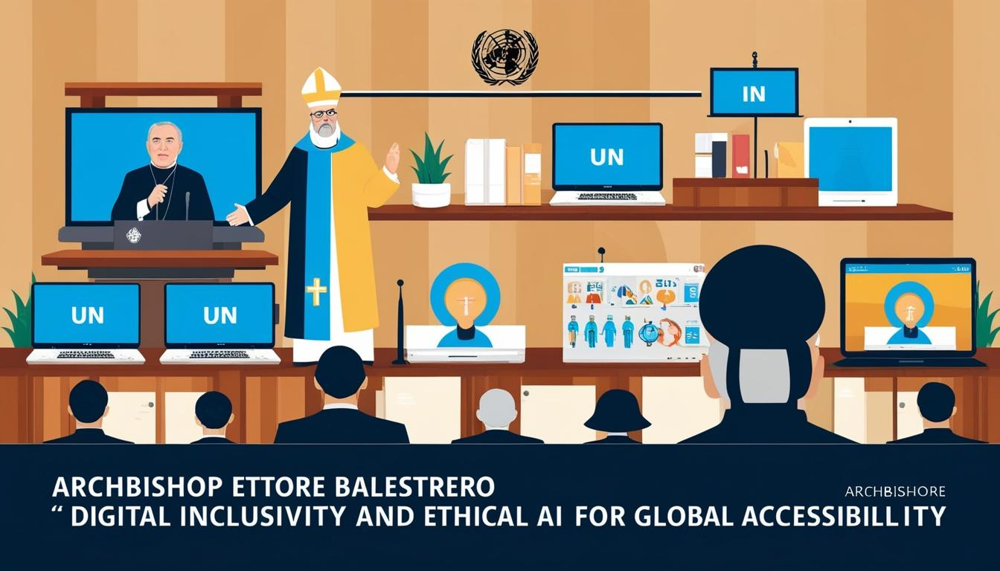 IN
UN
UN
UN
ARCHBISHOP ETTORE BALESTRERO
ARCHBISHORE
“ DIGITAL INCLUSIVITY AND ETHICAL AI FOR GLOBAL ACCESSIBILLITY